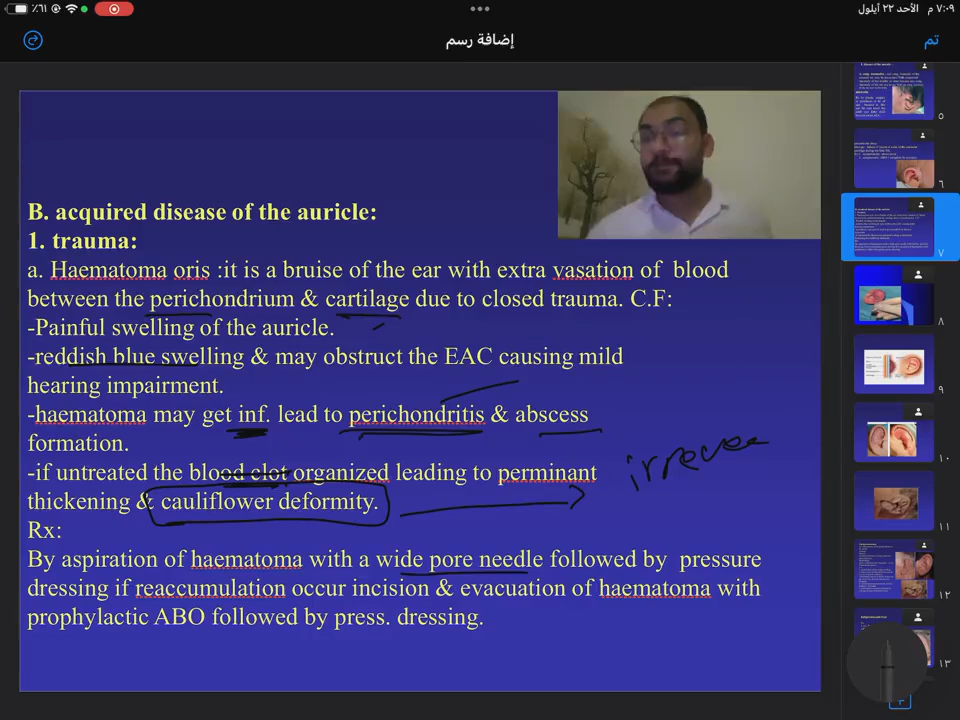 ٪٦١
٧:٠٩ م الأحد ٢٢ أيلول
إضافة رسم
تم
B. acquired disease of the auricle:
1. trauma:
a. Haematoma oris :it is a bruise of the ear with extra vasation of blood
between the perichondrium & cartilage due to closed trauma. C.F:
-Painful swelling of the auricle.
-reddish blue swelling & may obstruct the EAC causing mild
hearing impairment.
-haematoma may get inf. lead to perichondritis & abscess
formation.
-if untreated the blood clot organized leading to perminant
thickening & cauliflower deformity.
Rx:
By aspiration of haematoma with a wide pore needle followed by pressure
dressing if reaccumulation occur incision & evacuation of haematoma with
prophylactic ABO followed by press. dressing.
٥
٦
٧
٨
٩
١٠
١١
١٢
١٣